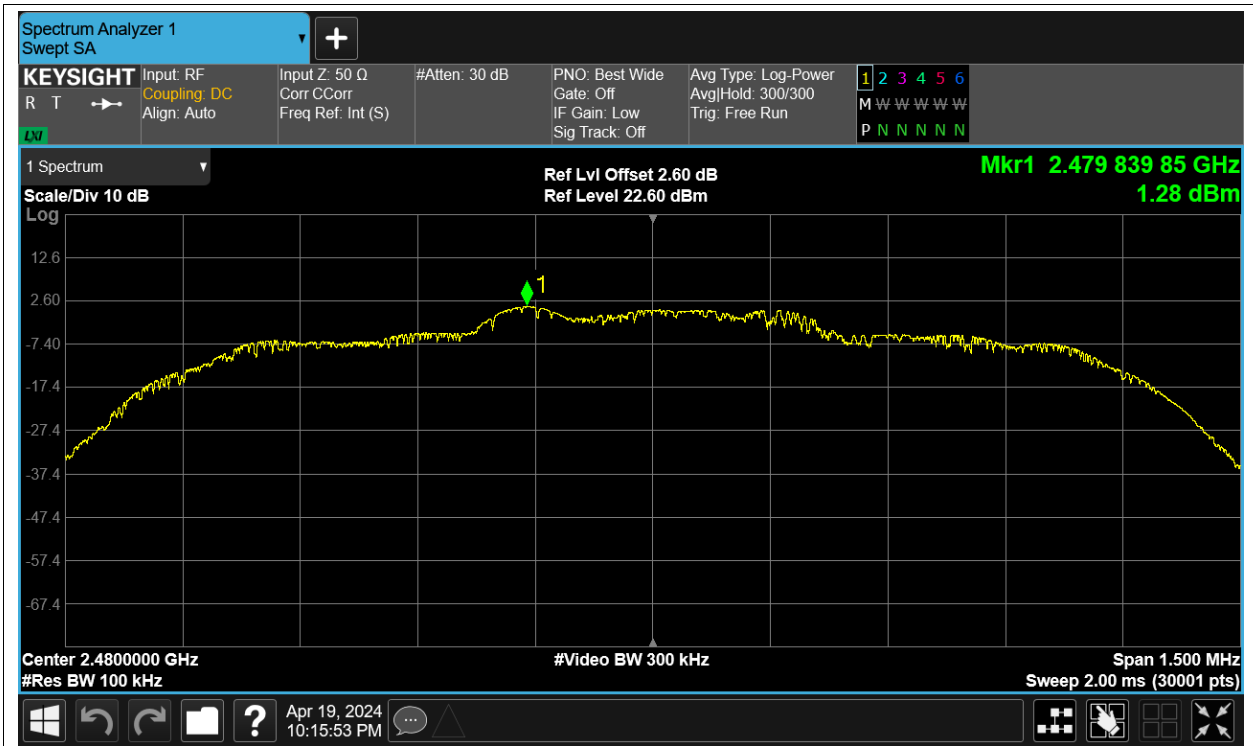 Spectrum Analyzer 1
Swept SA
KEYSIGHT
R T
LXI
Input: RF
Coupling: DC
Align: Auto
Input Z: 50 Ω
Corr CCorr
Freq Ref: Int (S)
#Atten: 30 dB
PNO: Best Wide
Gate: Off
IF Gain: Low
Sig Track: Off
Avg Type: Log-Power
Avg|Hold: 300/300
Trig: Free Run
1 2 3 4 5 6
M W W W W W
P N N N N N
1 Spectrum
Scale/Div 10 dB
Log
Ref Lvl Offset 2.60 dB
Ref Level 22.60 dBm
Mkr1 2.479 839 85 GHz
1.28 dBm
12.6
2.60
-7.40
-17.4
-27.4
-37.4
-47.4
-57.4
-67.4
1
Center 2.4800000 GHz
#Res BW 100 kHz
#Video BW 300 kHz
Span 1.500 MHz
Sweep 2.00 ms (30001 pts)
?
Apr 19, 2024
10:15:53 PM